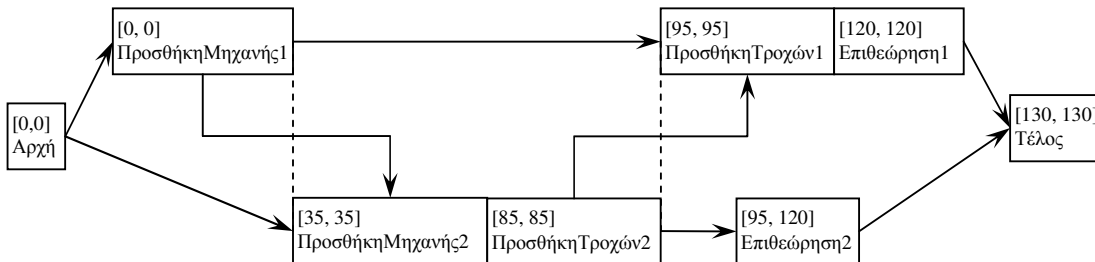 [0, 0]
ΠροσθήκηΜηχανής1
[95, 95]
ΠροσθήκηΤροχών1
[120, 120]
Επιθεώρηση1
[0,0]
Αρχή
[130, 130]
Τέλος
[35, 35]
ΠροσθήκηΜηχανής2
[85, 85]
ΠροσθήκηΤροχών2
[95, 120]
Επιθεώρηση2